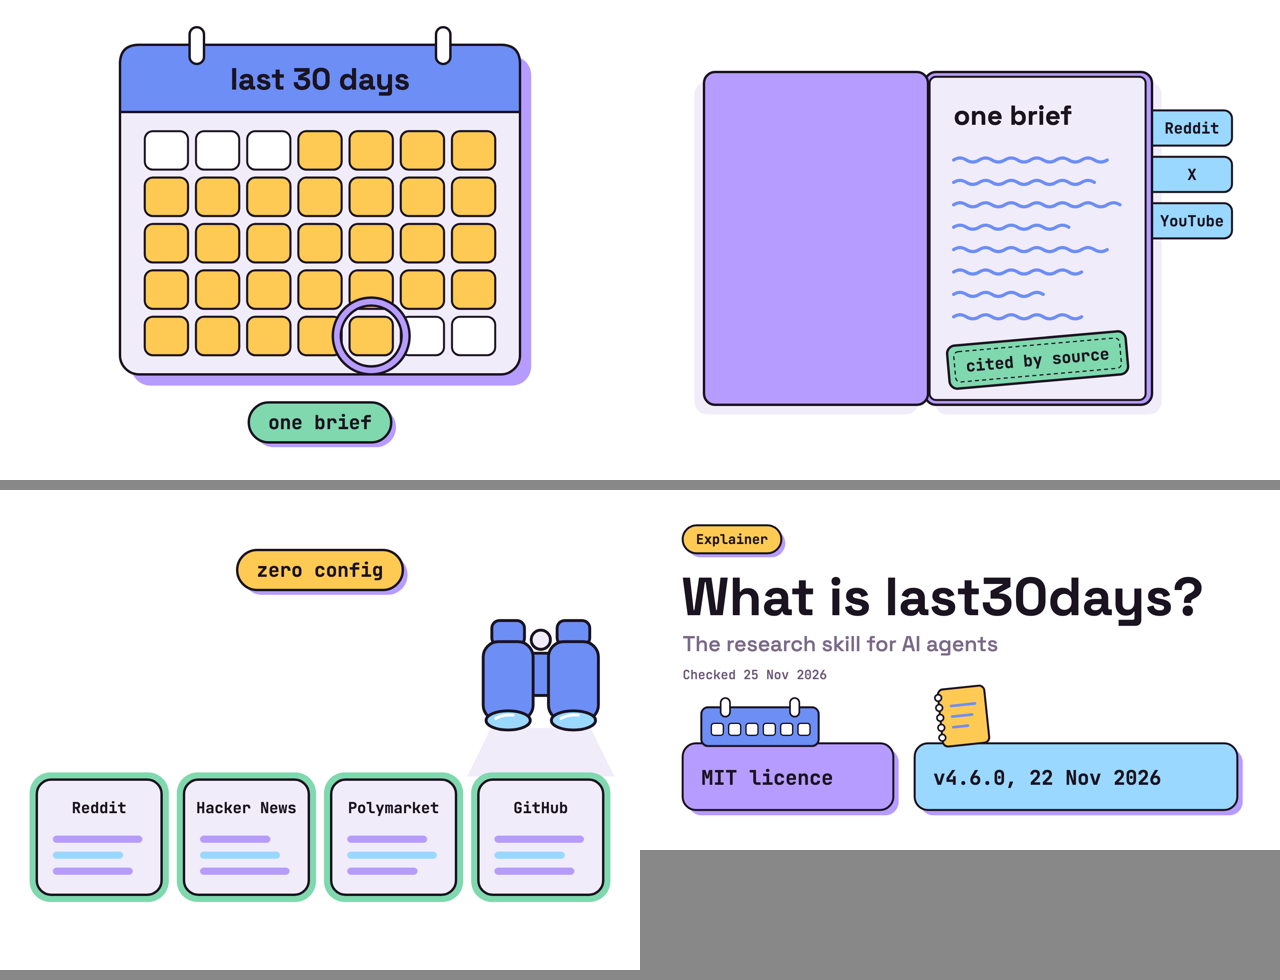 last 30 days
one brief
one brief
Reddit
X
YouTube
cited by source
zero config
Reddit
Hacker News
Polymarket
GitHub
Explainer
What is last30days?
The research skill for AI agents
Checked 25 Nov 2026
MIT licence
v4.6.0, 22 Nov 2026